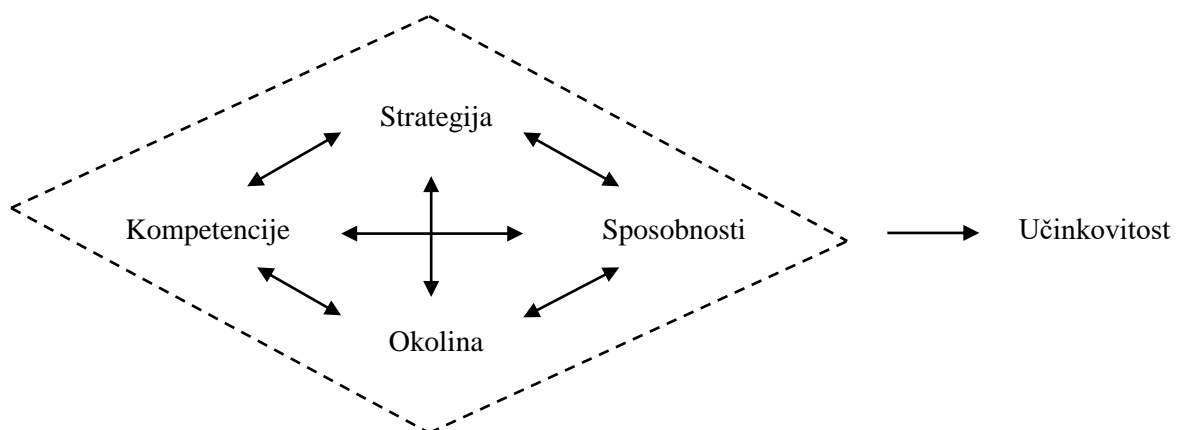 Strategija
Kompetencije
Sposobnosti
Učinkovitost
Okolina